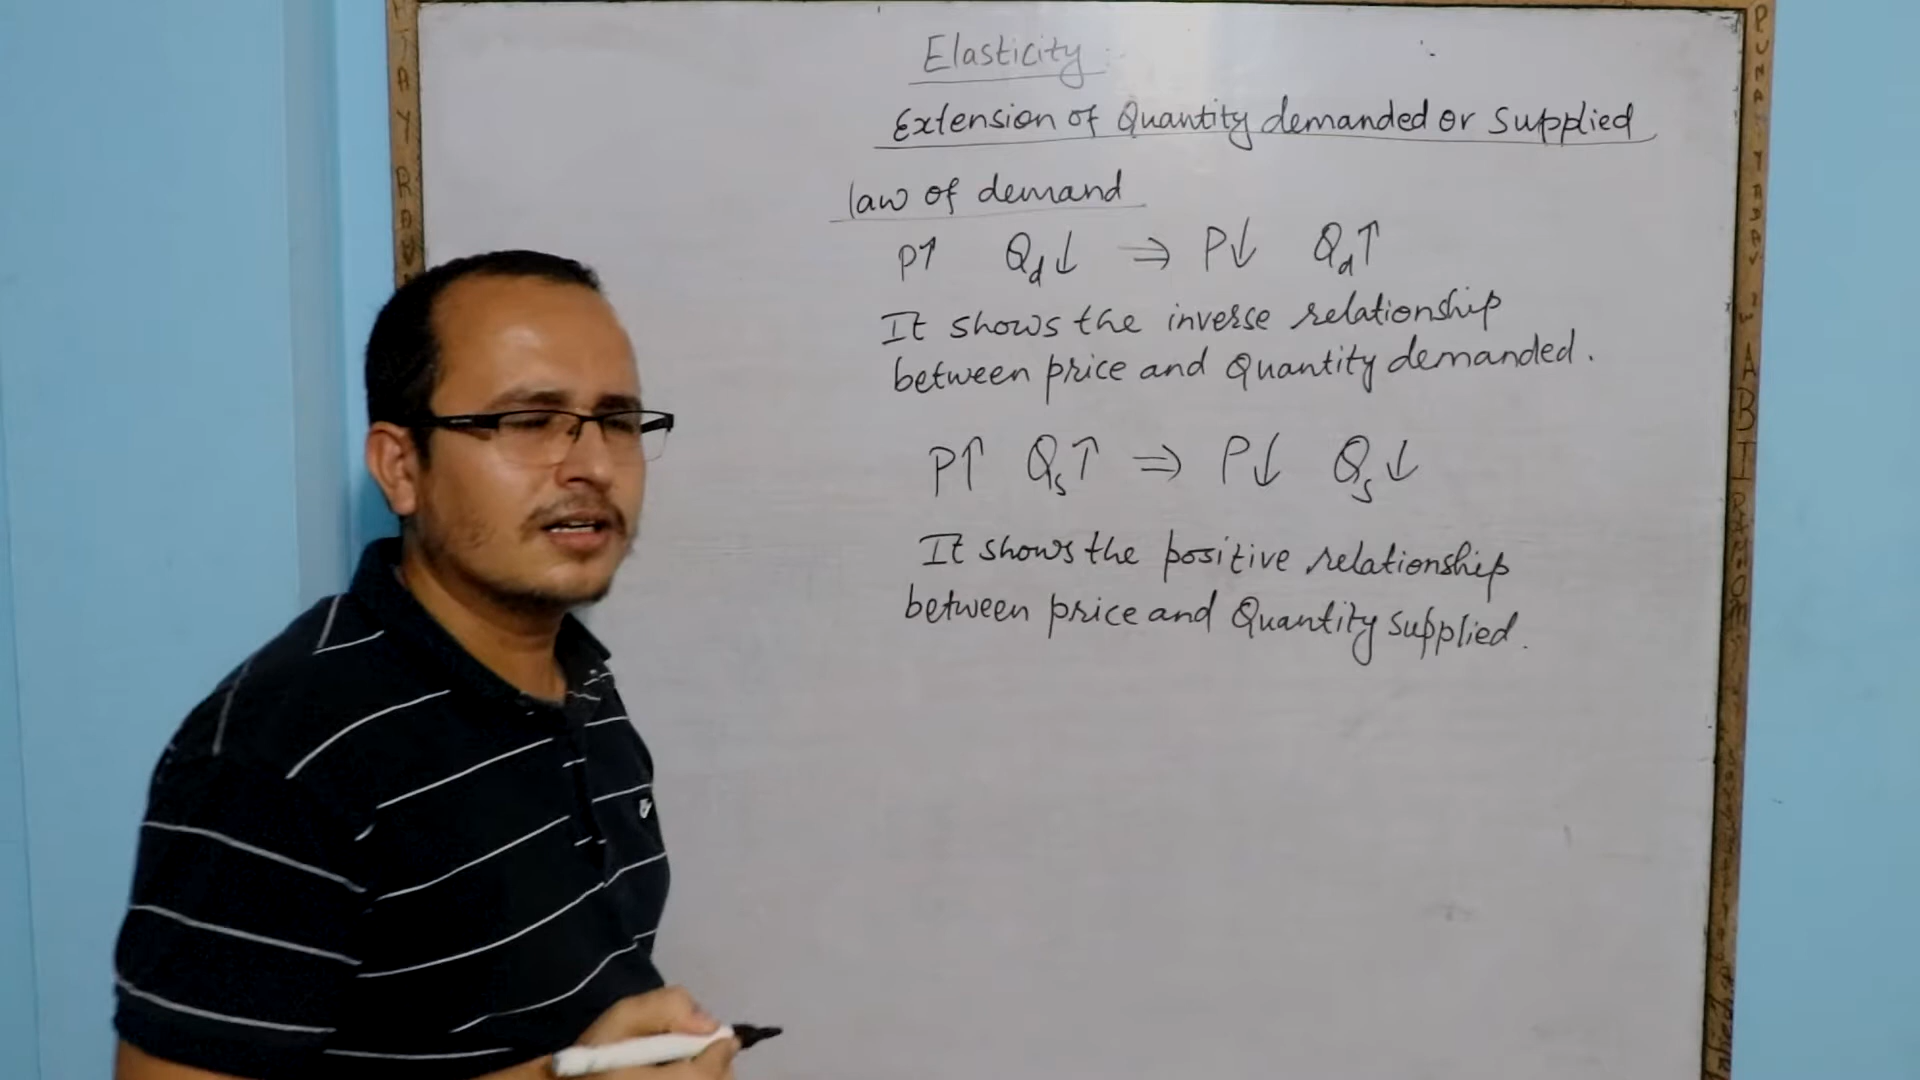 Elasticity
Extension of Quantity demanded or supplied
law of demand
P↑ Qd↓ ⇒ P↓ Qd↑
It shows the inverse relationship
between price and Quantity demanded.
P↑ Qs↑ ⇒ P↓ Qs↓
It shows the positive relationship
between price and Quantity supplied.